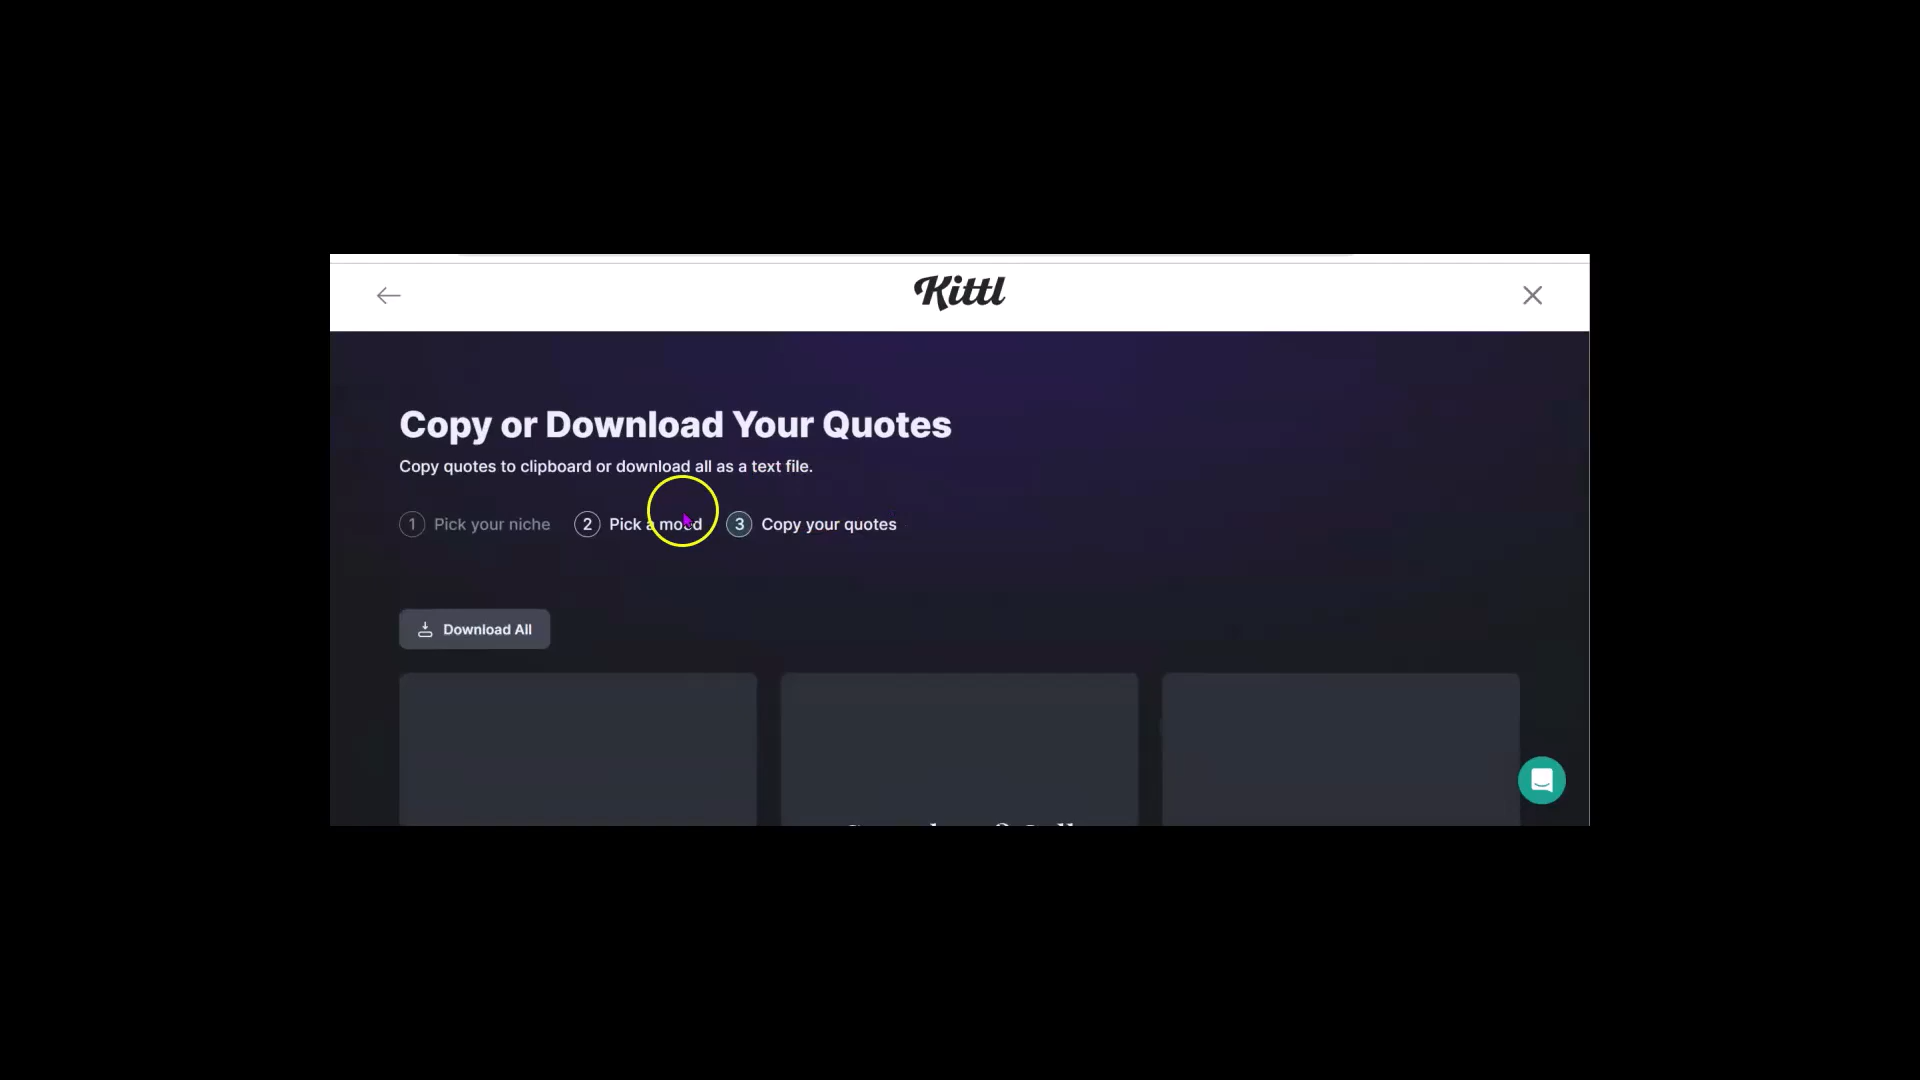 Kittl
Copy or Download Your Quotes
Copy quotes to clipboard or download all as a text file.
1 Pick your niche 2 Pick a mood 3 Copy your quotes
Download All